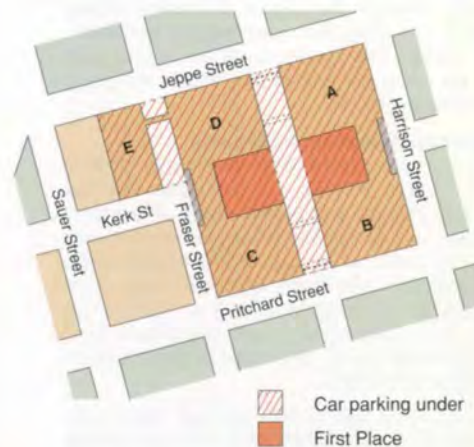 Jeppe Street
A
D
E
Harrison Street
Sauer Street
Kerk St
Fraser Street
B
C
Pritchard Street
Car parking under
First Place